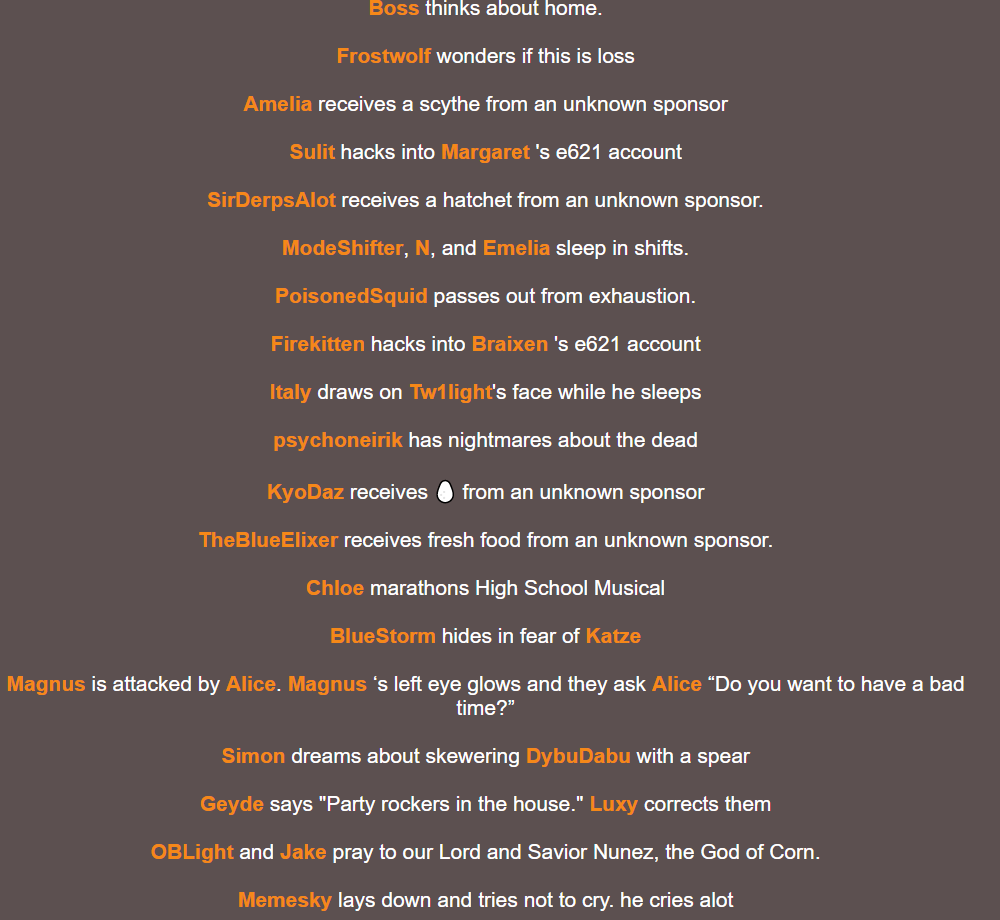 Boss thinks about home.
Frostwolf wonders if this is loss
Amelia receives a scythe from an unknown sponsor
Sulit hacks into Margaret 's e621 account
SirDerpsAlot receives a hatchet from an unknown sponsor.
ModeShifter, N, and Emelia sleep in shifts.
PoisonedSquid passes out from exhaustion.
Firekitten hacks into Braixen 's e621 account
Italy draws on Tw1light's face while he sleeps
psychoneirik has nightmares about the dead
KyoDaz receives 🥚 from an unknown sponsor
TheBlueElixer receives fresh food from an unknown sponsor.
Chloe marathons High School Musical
BlueStorm hides in fear of Katze
Magnus is attacked by Alice. Magnus ‘s left eye glows and they ask Alice “Do you want to have a bad
time?”
Simon dreams about skewering DybuDabu with a spear
Geyde says "Party rockers in the house." Luxy corrects them
OBLight and Jake pray to our Lord and Savior Nunez, the God of Corn.
Memesky lays down and tries not to cry. he cries alot